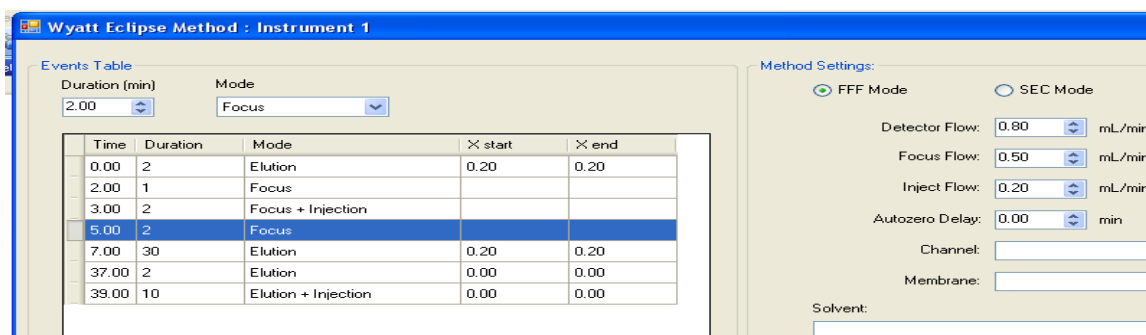 Wyatt Eclipse Method : Instrument 1
Events Table
Duration (min) Mode
2.00 Focus
Time Duration Mode X start X end
0.00 2 Elution 0.20 0.20
2.00 1 Focus
3.00 2 Focus + Injection
5.00 2 Focus
7.00 30 Elution 0.20 0.20
37.00 2 Elution 0.00 0.00
39.00 10 Elution + Injection 0.00 0.00
Method Settings:
FFF Mode SEC Mode
Detector Flow: 0.80 mL/min
Focus Flow: 0.50 mL/min
Inject Flow: 0.20 mL/min
Autozero Delay: 0.00 min
Channel:
Membrane:
Solvent: